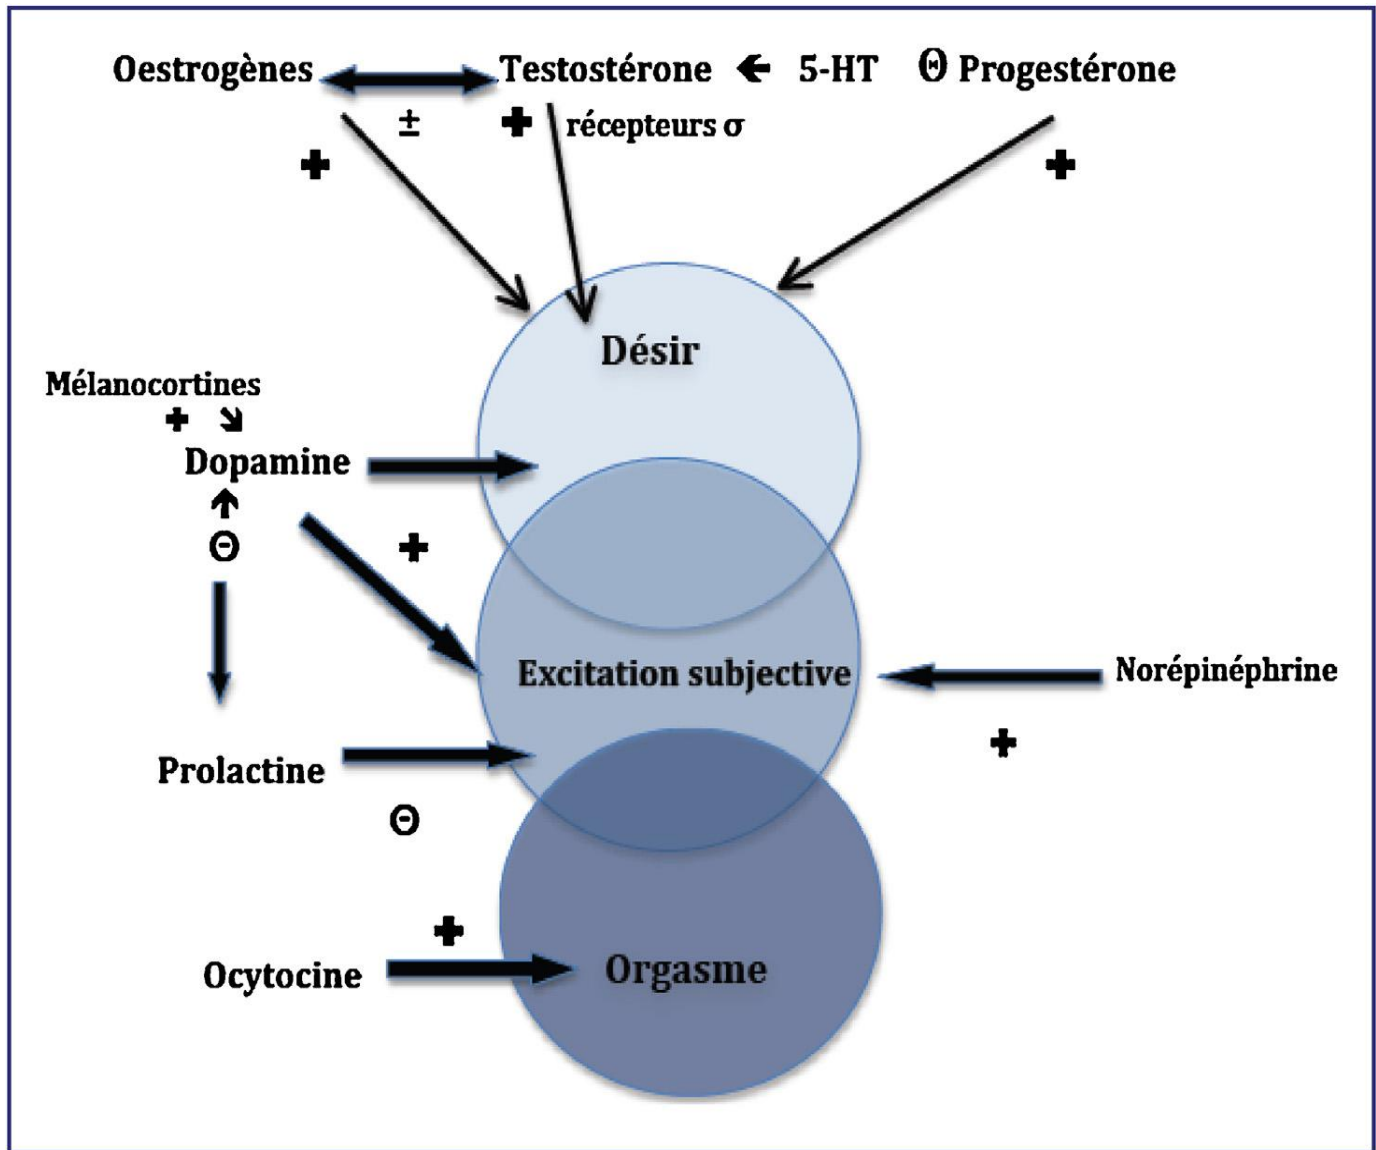 Oestrogènes Testostérone ← 5-HT Θ Progestérone
± + récepteurs σ
+ +
Désir
Mélanocortines
+
Dopamine
Θ
+
Excitation subjective
Norépinéphrine
+
Prolactine
Θ
+
Ocytocine
Orgasme